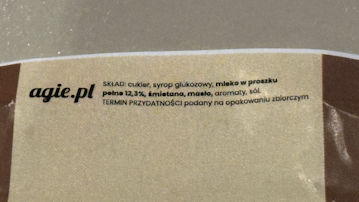 agie.pl
SKŁAD: cukier, syrop glukozowy, mleko w proszku
pełne 12,3%, śmietana, masło, aromaty, sól.
TERMIN PRZYDATNOŚCI podany na opakowaniu zbiorczym